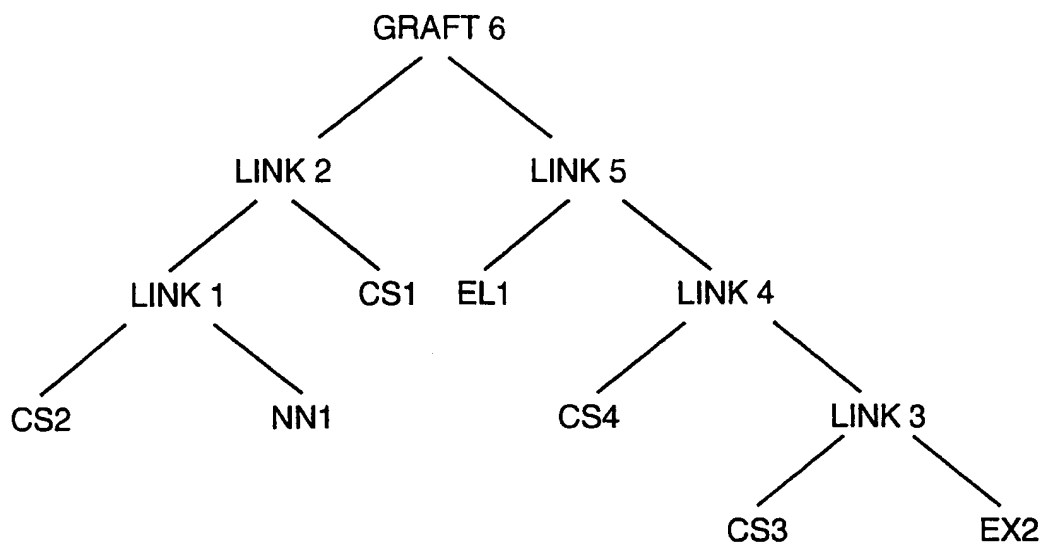 GRAFT 6
LINK 2 LINK 5
LINK 1 CS1 EL1 LINK 4
CS2 NN1 CS4 LINK 3
CS3 EX2